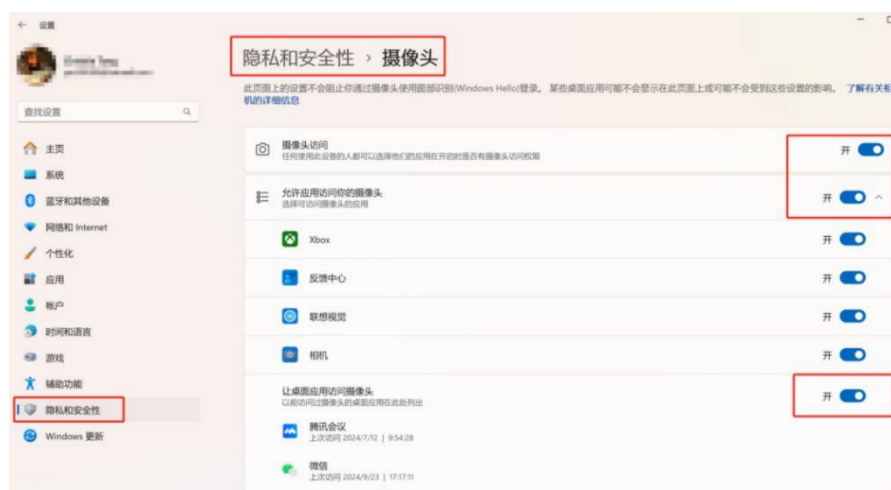 设置
隐私和安全性 › 摄像头
此页面上的设置不会阻止你通过摄像头使用面部识别(Windows Hello)登录。 某些桌面应用可能不会显示在此页面上或可能不会受到这些设置的影响。 了解有关相
机的详细信息
查找设置
主页
系统
蓝牙和其他设备
网络和 Internet
个性化
应用
帐户
时间和语言
游戏
辅助功能
隐私和安全性
Windows 更新
摄像头访问
任何使用此设备的人都可以选择他们的应用在开启时是否有摄像头访问权限
开
允许应用访问你的摄像头
选择可访问摄像头的应用
开
Xbox
开
反馈中心
开
联想视觉
开
相机
开
让桌面应用访问摄像头
以前访问过摄像头的桌面应用在此处列出
开
腾讯会议
上次访问 2024/7/12 | 9:54:28
微信
上次访问 2024/9/23 | 17:17:11